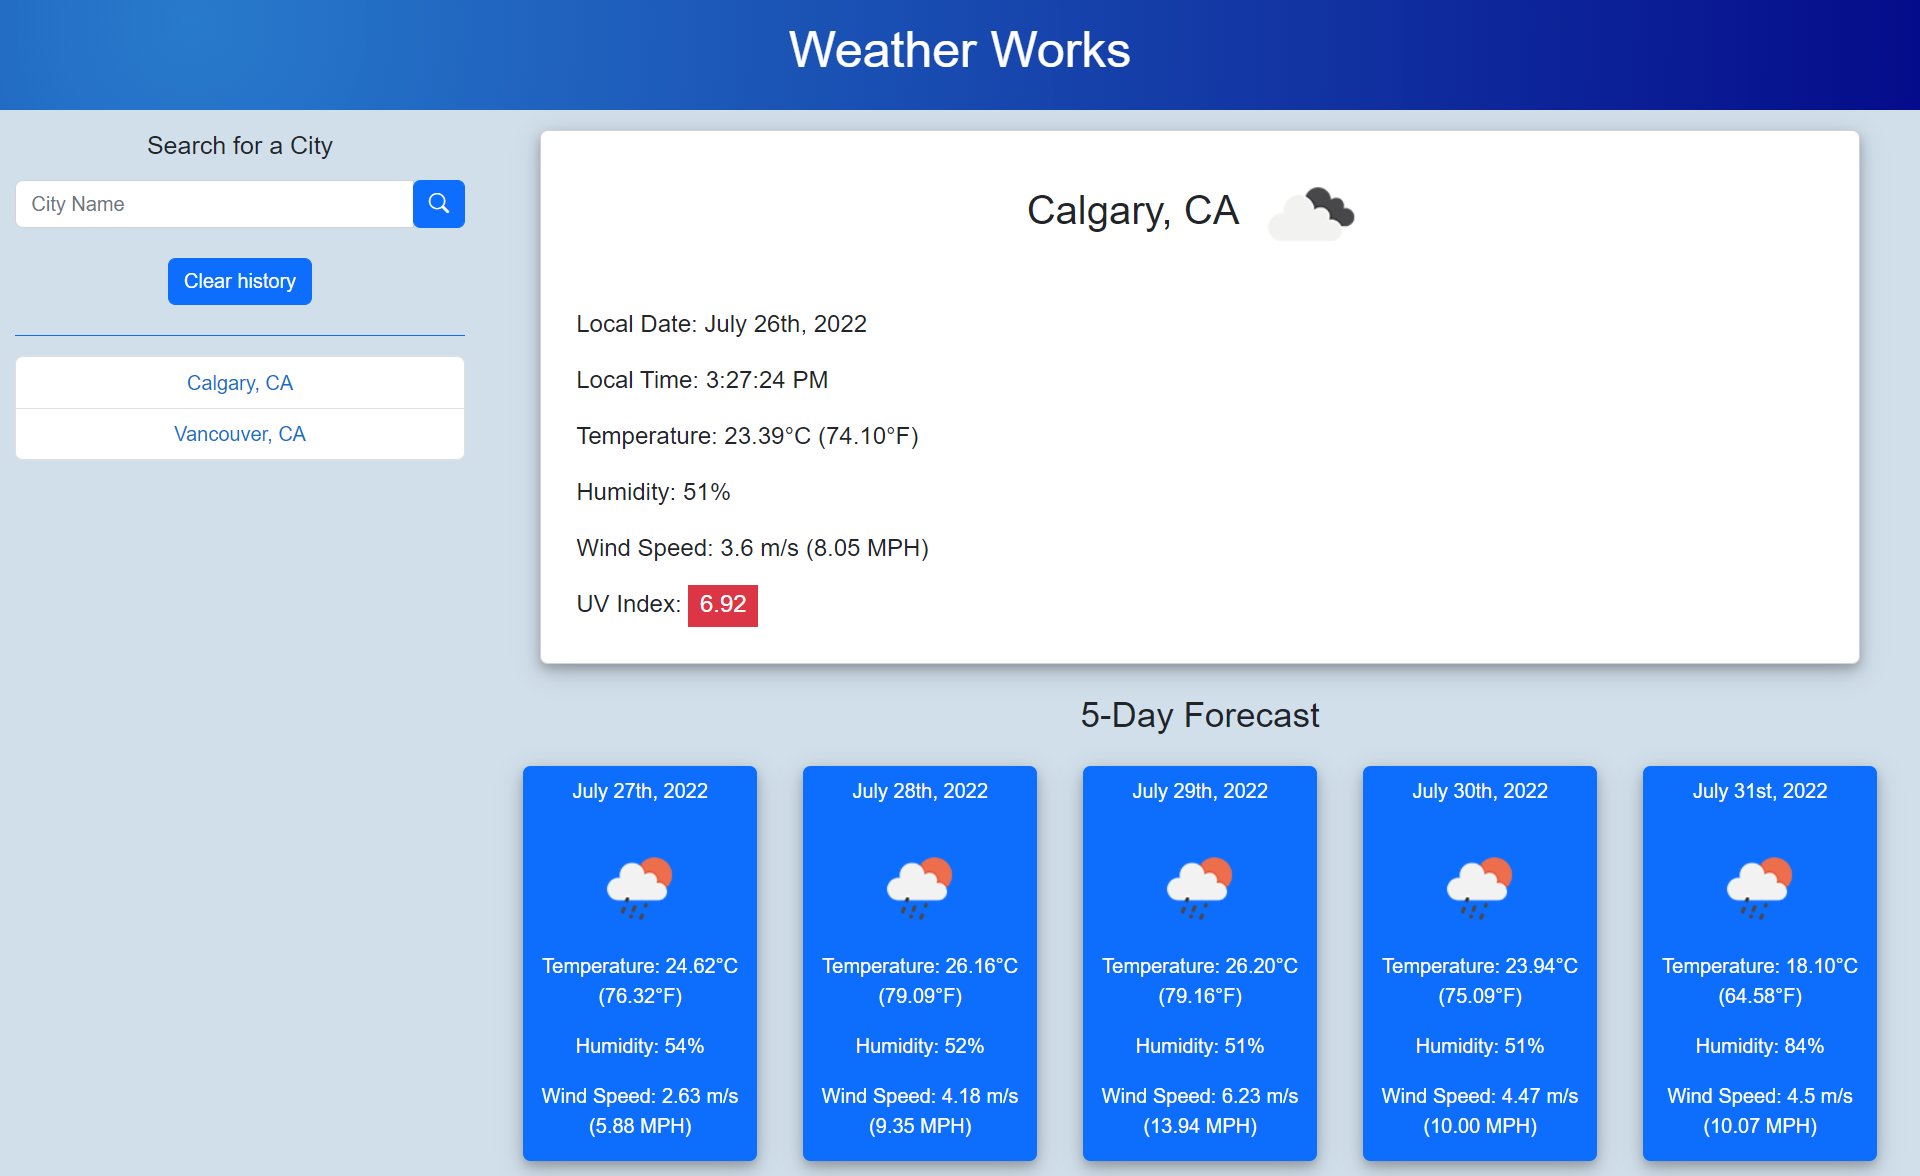 Weather Works
Search for a City
City Name
Clear history
Calgary, CA
Vancouver, CA
Calgary, CA
Local Date: July 26th, 2022
Local Time: 3:27:24 PM
Temperature: 23.39°C (74.10°F)
Humidity: 51%
Wind Speed: 3.6 m/s (8.05 MPH)
UV Index: 6.92
5-Day Forecast
July 27th, 2022
Temperature: 24.62°C
(76.32°F)
Humidity: 54%
Wind Speed: 2.63 m/s
(5.88 MPH)
July 28th, 2022
Temperature: 26.16°C
(79.09°F)
Humidity: 52%
Wind Speed: 4.18 m/s
(9.35 MPH)
July 29th, 2022
Temperature: 26.20°C
(79.16°F)
Humidity: 51%
Wind Speed: 6.23 m/s
(13.94 MPH)
July 30th, 2022
Temperature: 23.94°C
(75.09°F)
Humidity: 51%
Wind Speed: 4.47 m/s
(10.00 MPH)
July 31st, 2022
Temperature: 18.10°C
(64.58°F)
Humidity: 84%
Wind Speed: 4.5 m/s
(10.07 MPH)